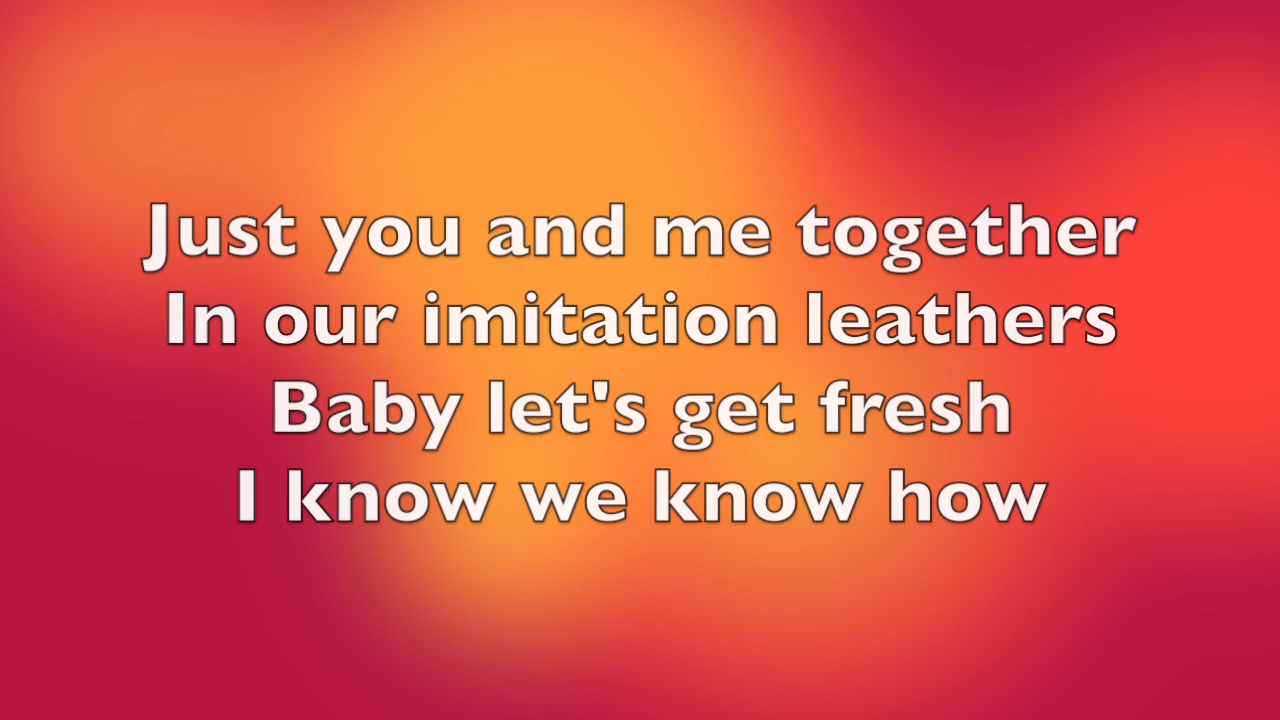 Just you and me together
In our imitation leathers
Baby let's get fresh
I know we know how